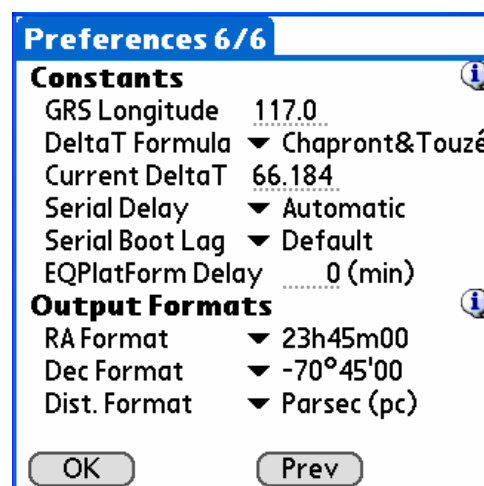 Preferences 6/6
Constants
GRS Longitude 117.0
DeltaT Formula Chapront&Touzé
Current DeltaT 66.184
Serial Delay Automatic
Serial Boot Lag Default
EQPlatForm Delay 0 (min)
Output Formats
RA Format 23h45m00
Dec Format -70°45'00
Dist. Format Parsec (pc)
OK Prev